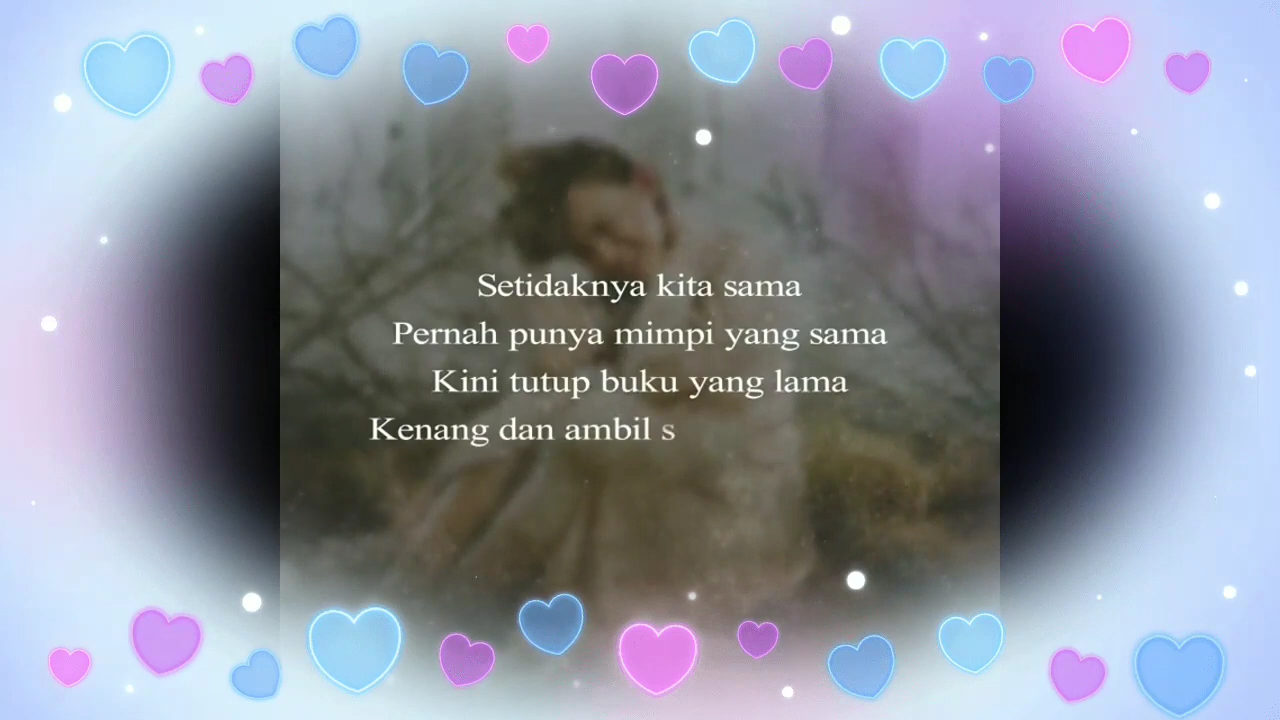 Setidaknya kita sama
Pernah punya mimpi yang sama
Kini tutup buku yang lama
Kenang dan ambil s